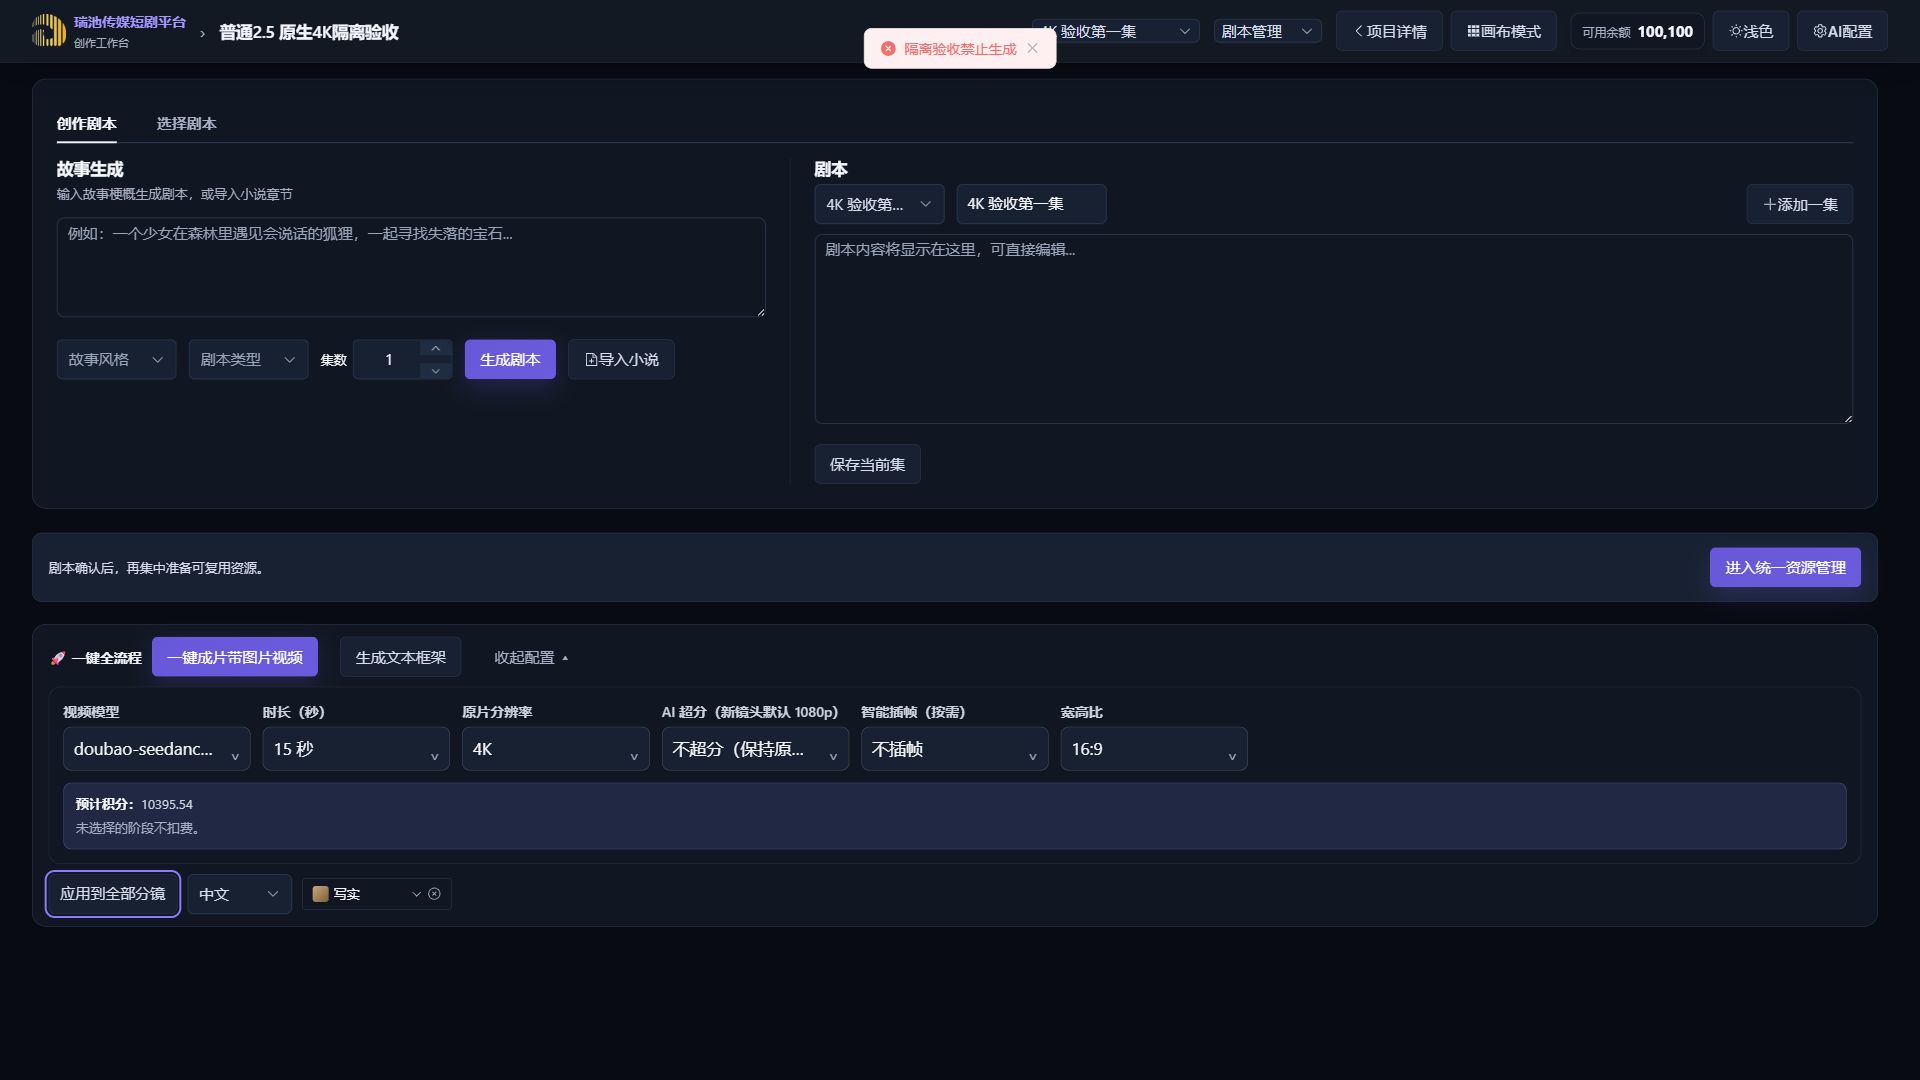 瑞池传媒短剧平台
创作工作台
›
普通2.5 原生4K隔离验收
4K 验收第一集
剧本管理
项目详情
画布模式
可用余额 100,100
浅色
AI配置
隔离验收禁止生成
创作剧本
选择剧本
故事生成
输入故事梗概生成剧本，或导入小说章节
例如：一个少女在森林里遇见会说话的狐狸，一起寻找失落的宝石...
故事风格
剧本类型
集数
1
生成剧本
导入小说
剧本
4K 验收第...
4K 验收第一集
添加一集
剧本内容将显示在这里，可直接编辑...
保存当前集
剧本确认后，再集中准备可复用资源。
进入统一资源管理
一键全流程
一键成片带图片视频
生成文本框架
收起配置
视频模型
时长（秒）
原片分辨率
AI 超分（新镜头默认 1080p）
智能插帧（按需）
宽高比
doubao-seedanc...
15 秒
4K
不超分（保持原...
不插帧
16:9
预计积分： 10395.54
未选择的阶段不扣费。
应用到全部分镜
中文
写实